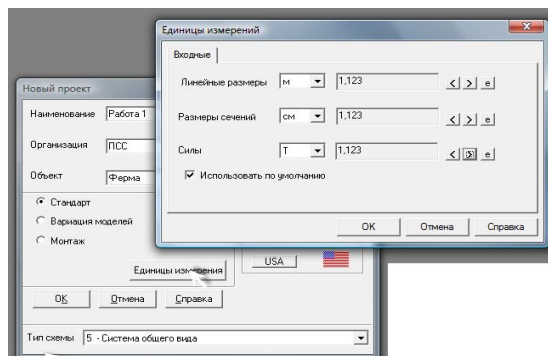 Единицы измерений
Входные
Линейные размеры м 1,123 < > e
Размеры сечений см 1,123 < > e
Силы Т 1,123 < e
Использовать по умолчанию
OK Отмена Справка
Новый проект
Наименование Работа 1
Организация ПСС
Объект Ферма
Стандарт
Вариация моделей
Монтаж
Единицы измерения
USA
OK Отмена Справка
Тип схемы 5 - Система общего вида